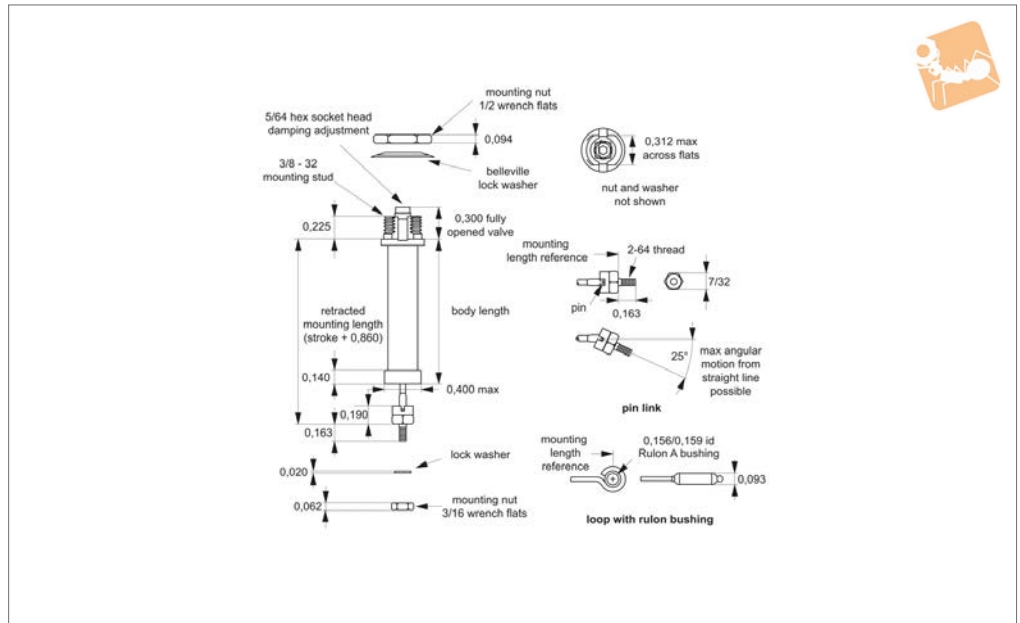 mounting nut
1/2 wrench flats
5/64 hex socket head
damping adjustment
0,094
3/8 - 32
mounting stud
belleville
lock washer
0,312 max
across flats
nut and washer
not shown
0,225
0,300 fully
opened valve
mounting
length reference
2-64 thread
7/32
pin
0,163
retracted
mounting length
(stroke + 0,860)
body length
25°
max angular
motion from
straight line
possible
0,140
0,400 max
pin link
0,190
0,163
mounting
length
reference
0,156/0,159 id
Rulon A bushing
lock washer
0,020
0,093
0,062
mounting nut
3/16 wrench flats
loop with rulon bushing